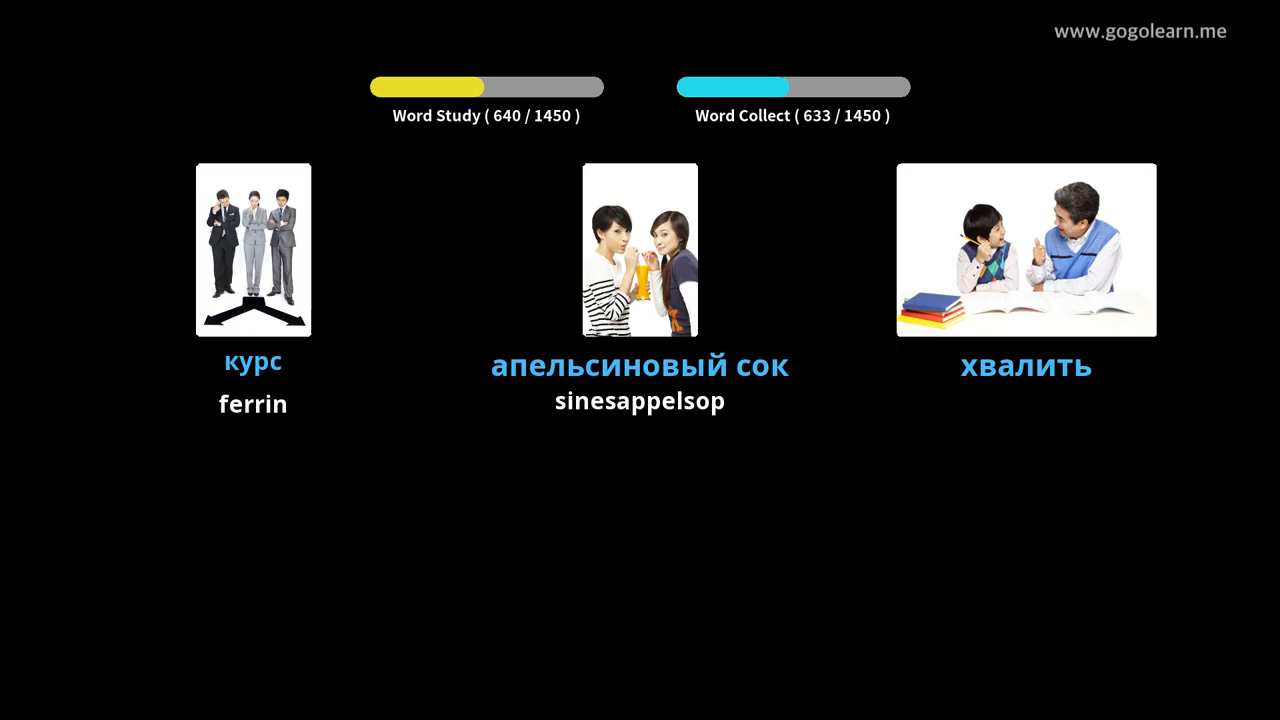 www.gogolearn.me
Word Study ( 640 / 1450 )
Word Collect ( 633 / 1450 )
курс
апельсиновый сок
хвалить
ferrin
sinesappelsop